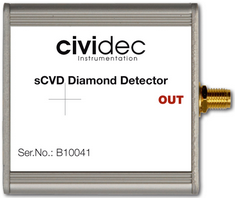 cividec
Instrumentation
sCVD Diamond Detector
OUT
Ser.No.: B10041